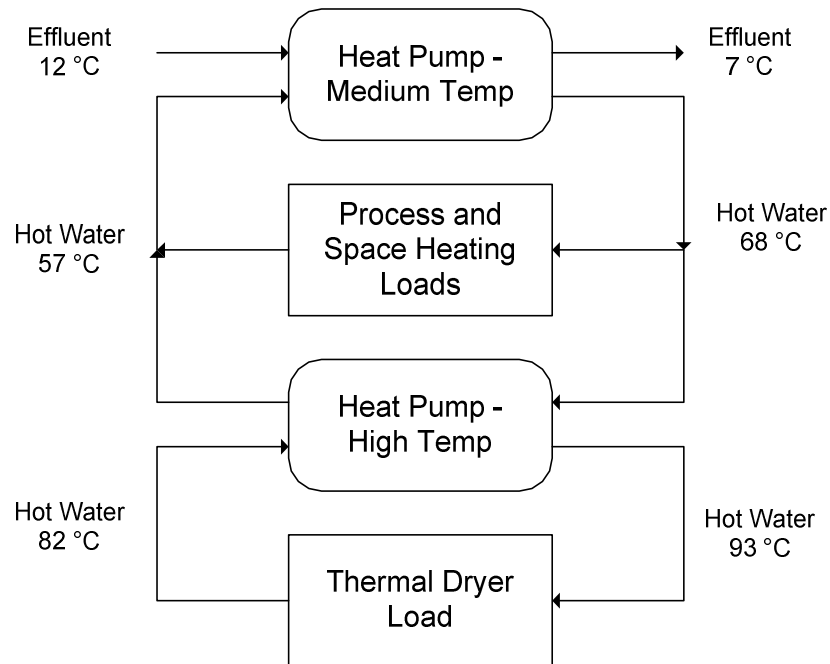 Effluent
12 °C
Heat Pump -
Medium Temp
Effluent
7 °C
Hot Water
57 °C
Process and
Space Heating
Loads
Hot Water
68 °C
Heat Pump -
High Temp
Hot Water
82 °C
Hot Water
93 °C
Thermal Dryer
Load